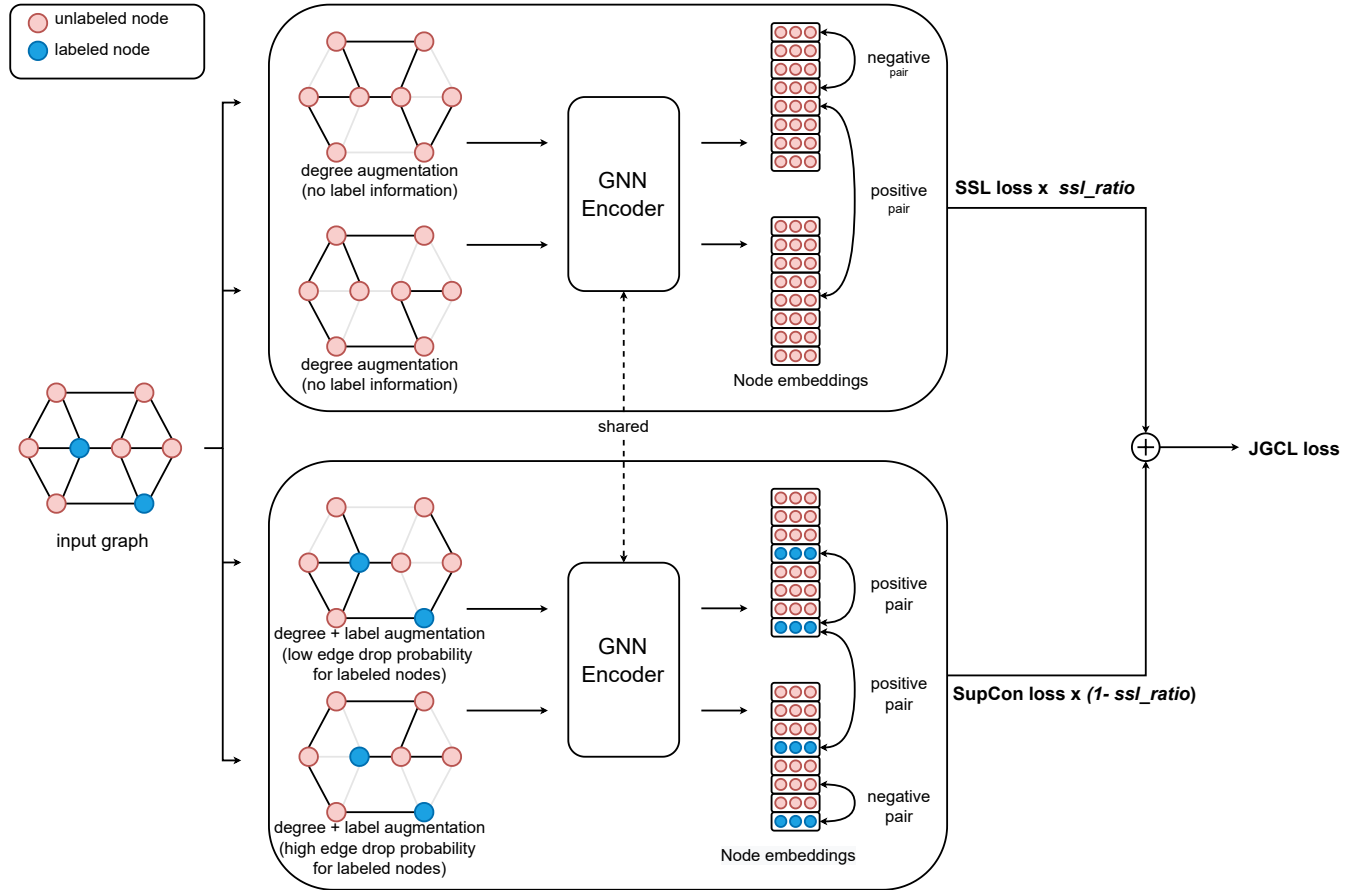 unlabeled node
labeled node
negative
pair
degree augmentation
(no label information)
GNN
Encoder
positive
pair
SSL loss x ssl_ratio
degree augmentation
(no label information)
Node embeddings
shared
input graph
JGCL loss
degree + label augmentation
(low edge drop probability
for labeled nodes)
GNN
Encoder
positive
pair
positive
pair
SupCon loss x (1- ssl_ratio)
negative
pair
degree + label augmentation
(high edge drop probability
for labeled nodes)
Node embeddings